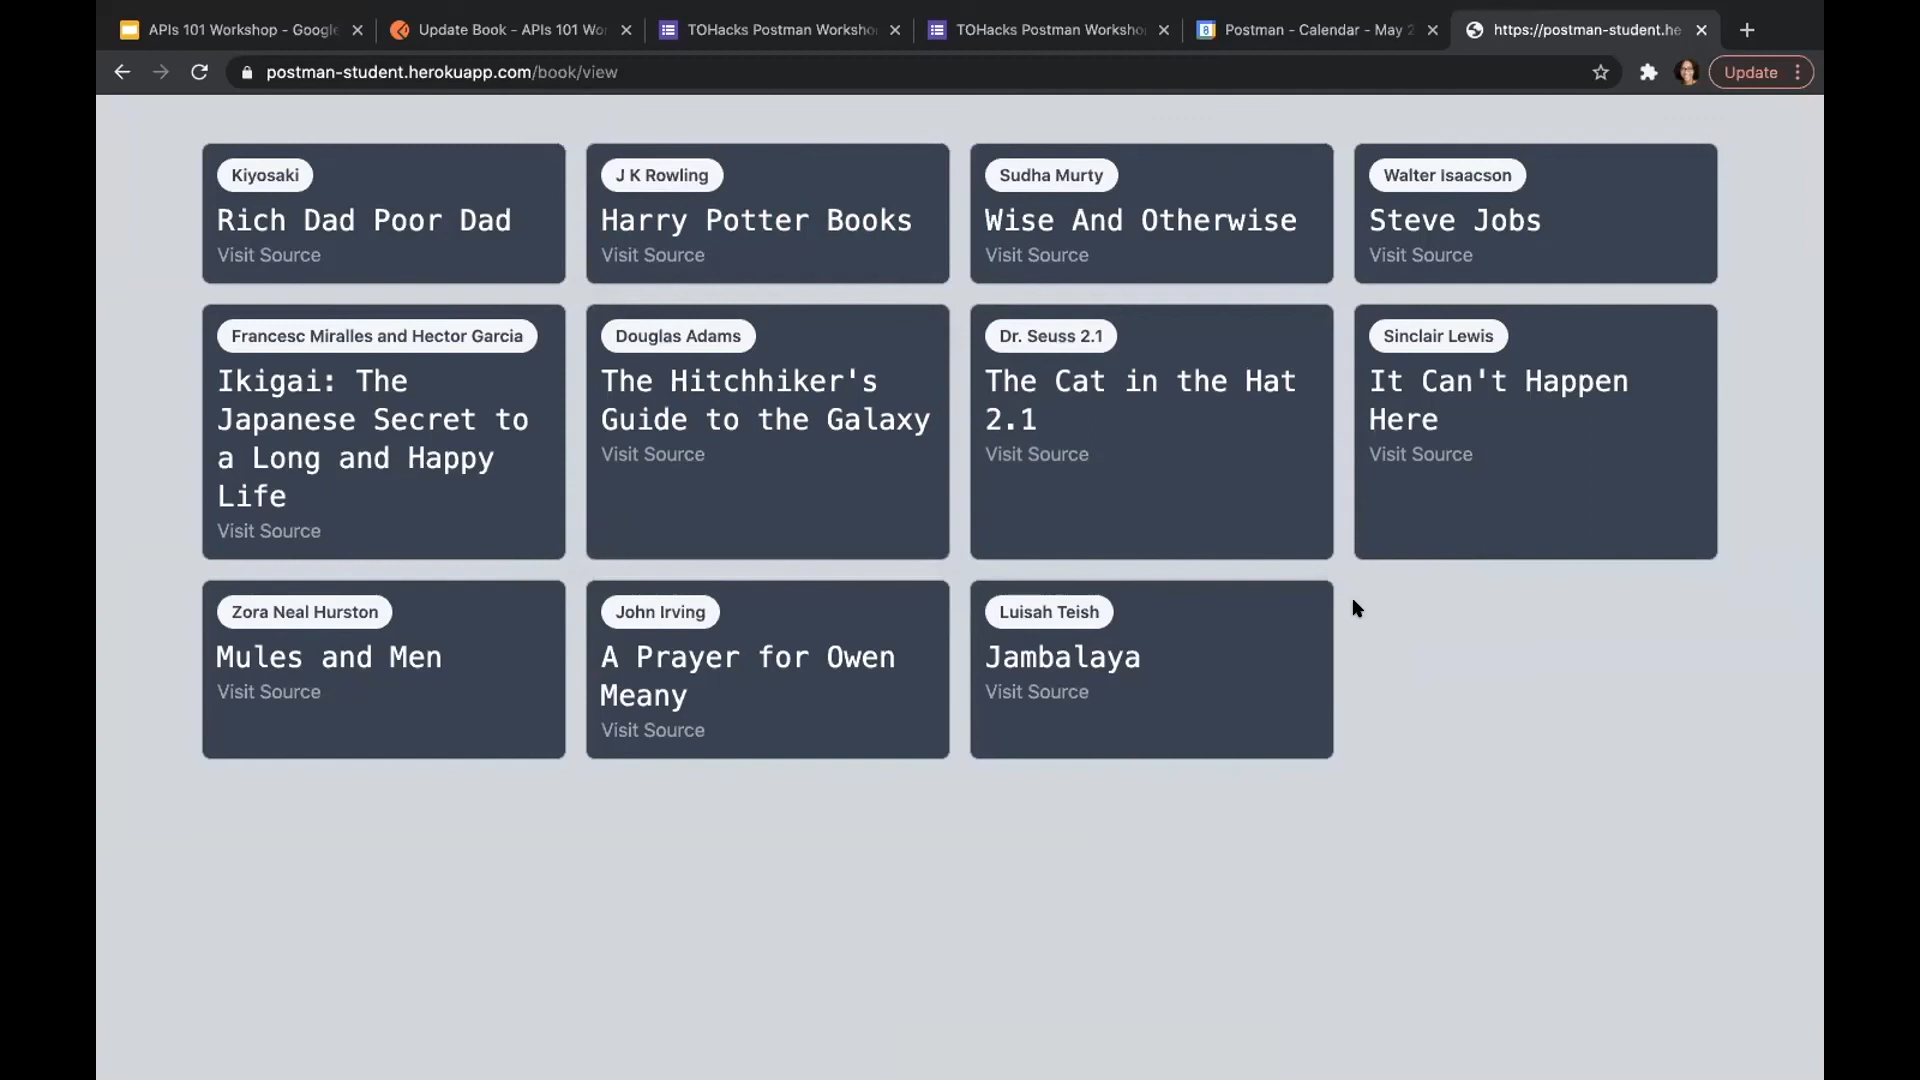 APIs 101 Workshop - Google
Update Book - APIs 101 Wo
TOHacks Postman Worksho
TOHacks Postman Worksho
Postman - Calendar - May 2
https://postman-student.he
postman-student.herokuapp.com/book/view
Update
Kiyosaki
Rich Dad Poor Dad
Visit Source
J K Rowling
Harry Potter Books
Visit Source
Sudha Murty
Wise And Otherwise
Visit Source
Walter Isaacson
Steve Jobs
Visit Source
Francesc Miralles and Hector Garcia
Ikigai: The
Japanese Secret to
a Long and Happy
Life
Visit Source
Douglas Adams
The Hitchhiker's
Guide to the Galaxy
Visit Source
Dr. Seuss 2.1
The Cat in the Hat
2.1
Visit Source
Sinclair Lewis
It Can't Happen
Here
Visit Source
Zora Neal Hurston
Mules and Men
Visit Source
John Irving
A Prayer for Owen
Meany
Visit Source
Luisah Teish
Jambalaya
Visit Source